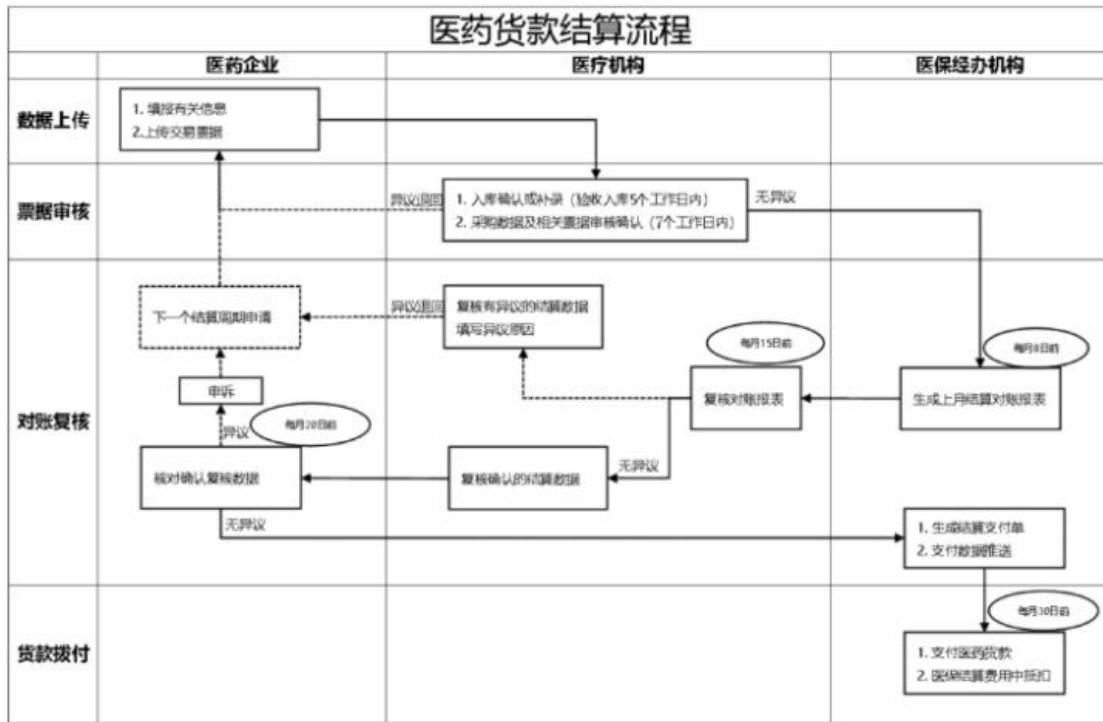 医药货款结算流程
医药企业
医疗机构
医保经办机构
数据上传
1. 填报有关信息
2.上传交易票据
票据审核
异议退回
1. 入库确认或补录（验收入库5个工作日内）
2. 采购数据及相关票据审核确认（7个工作日内）
无异议
对账复核
下一个结算周期申请
异议退回
复核有异议的结算数据
填写异议原因
每月15日前
每月8日前
申诉
复核对账报表
生成上月结算对账报表
异议
每月20日前
无异议
核对确认复核数据
复核确认的结算数据
无异议
1. 生成结算支付单
2. 支付数据推送
每月30日前
货款拨付
1. 支付医药货款
2. 医保结算费用中抵扣